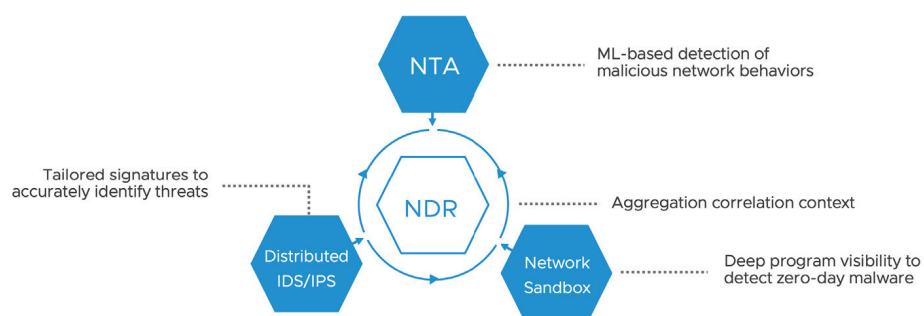 NTA
ML-based detection of
malicious network behaviors
Tailored signatures to
accurately identify threats
NDR
Aggregation correlation context
Distributed
IDS/IPS
Network
Sandbox
Deep program visibility to
detect zero-day malware